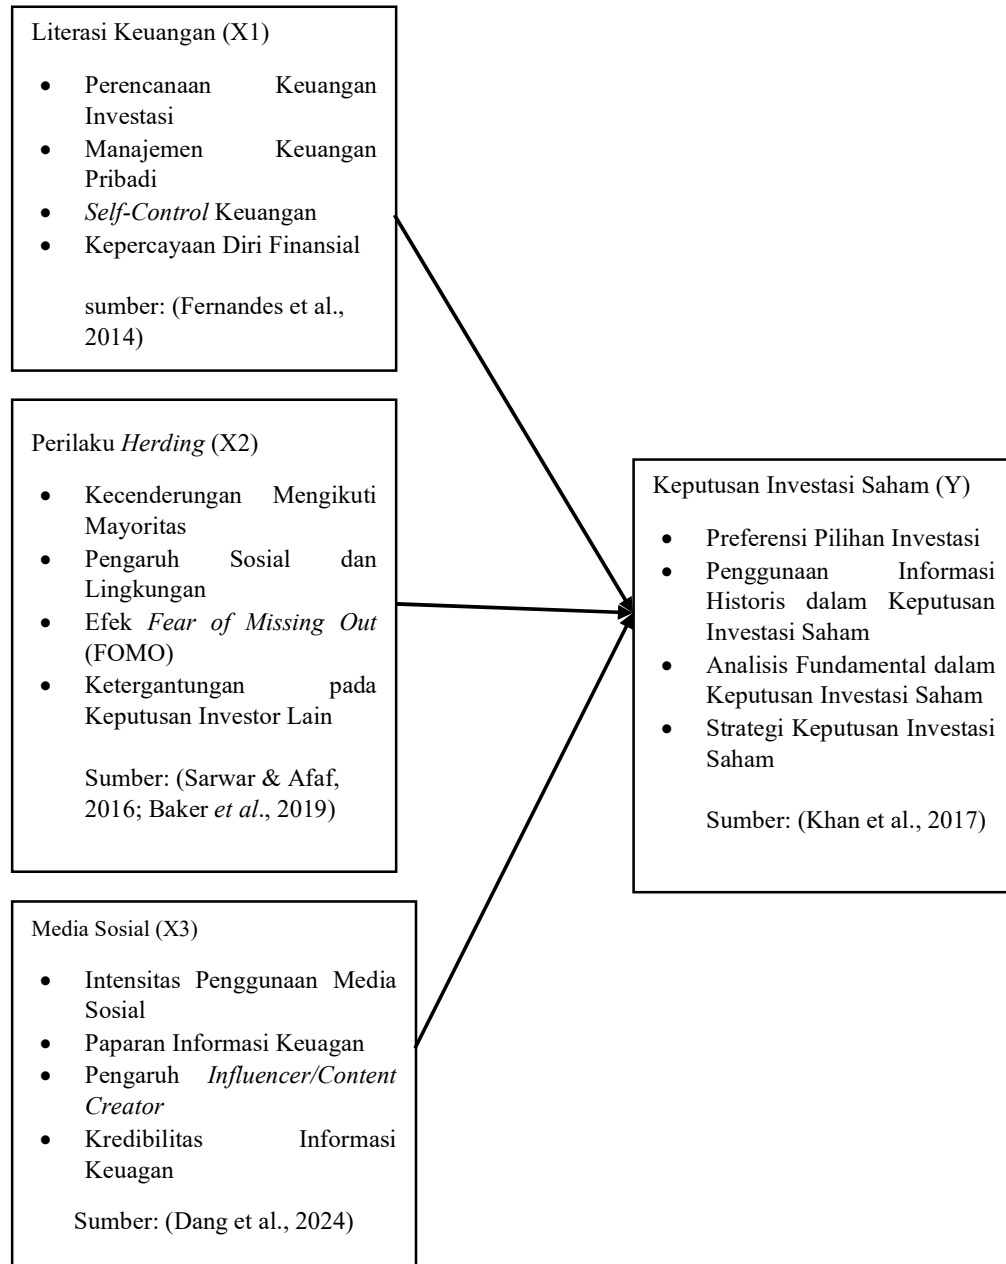 Literasi Keuangan (X1)
• Perencanaan Keuangan
Investasi
• Manajemen Keuangan
Pribadi
• Self-Control Keuangan
• Kepercayaan Diri Finansial
sumber: (Fernandes et al.,
2014)
Perilaku Herding (X2)
• Kecenderungan Mengikuti
Mayoritas
• Pengaruh Sosial dan
Lingkungan
• Efek Fear of Missing Out
(FOMO)
• Ketergantungan pada
Keputusan Investor Lain
Sumber: (Sarwar & Afaf,
2016; Baker et al., 2019)
Media Sosial (X3)
• Intensitas Penggunaan Media
Sosial
• Paparan Informasi Keuagan
• Pengaruh Influencer/Content
Creator
• Kredibilitas Informasi
Keuagan
Sumber: (Dang et al., 2024)
Keputusan Investasi Saham (Y)
• Preferensi Pilihan Investasi
• Penggunaan Informasi
Historis dalam Keputusan
Investasi Saham
• Analisis Fundamental dalam
Keputusan Investasi Saham
• Strategi Keputusan Investasi
Saham
Sumber: (Khan et al., 2017)